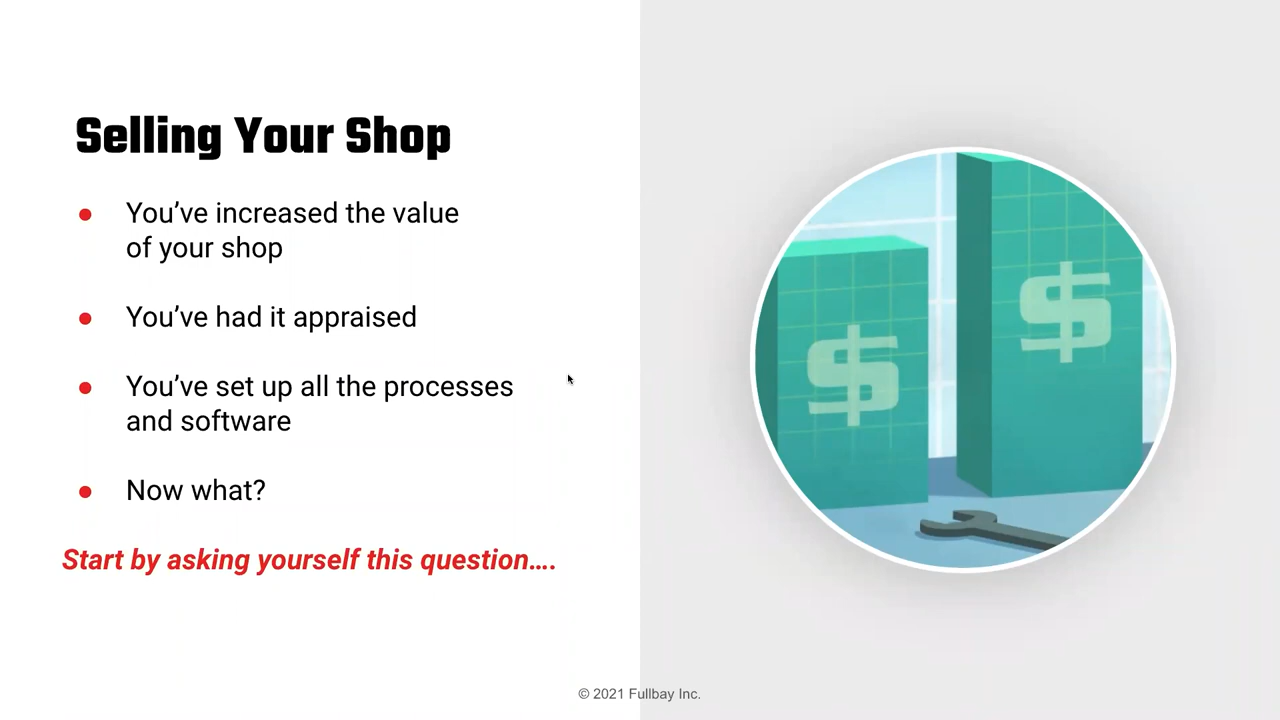 Selling Your Shop
● You’ve increased the value
of your shop
● You’ve had it appraised
● You’ve set up all the processes
and software
● Now what?
Start by asking yourself this question....
$
$
© 2021 Fullbay Inc.